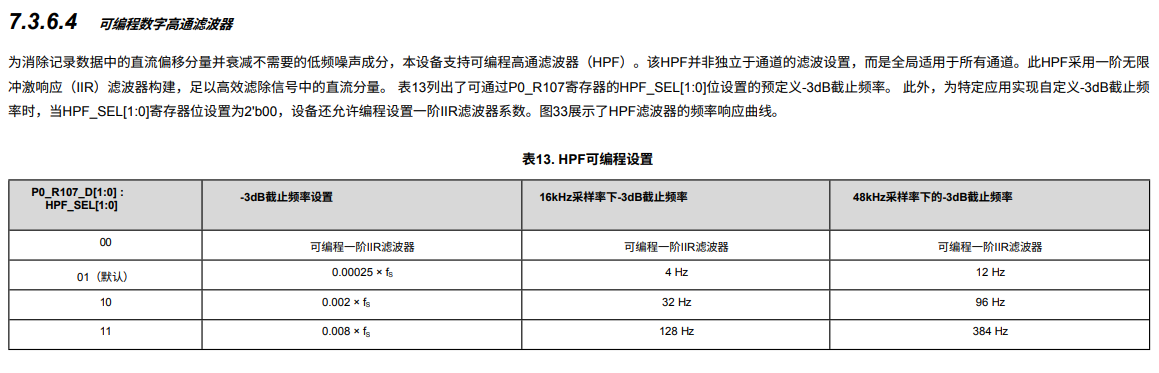 7.3.6.4 可编程数字高通滤波器
为消除记录数据中的直流偏移分量并衰减不需要的低频噪声成分，本设备支持可编程高通滤波器（HPF）。该HPF并非独立于通道的滤波设置，而是全局适用于所有通道。此HPF采用一阶无限
冲激响应（IIR）滤波器构建，足以高效滤除信号中的直流分量。 表13列出了可通过P0_R107寄存器的HPF_SEL[1:0]位设置的预定义-3dB截止频率。 此外，为特定应用实现自定义-3dB截止频
率时，当HPF_SEL[1:0]寄存器位设置为2'b00，设备还允许编程设置一阶IIR滤波器系数。图33展示了HPF滤波器的频率响应曲线。
表13. HPF可编程设置
P0_R107_D[1:0] :
HPF_SEL[1:0]
-3dB截止频率设置
16kHz采样率下-3dB截止频率
48kHz采样率下的-3dB截止频率
00
可编程一阶IIR滤波器
可编程一阶IIR滤波器
可编程一阶IIR滤波器
01（默认）
0.00025 × fS
4 Hz
12 Hz
10
0.002 × fS
32 Hz
96 Hz
11
0.008 × fS
128 Hz
384 Hz